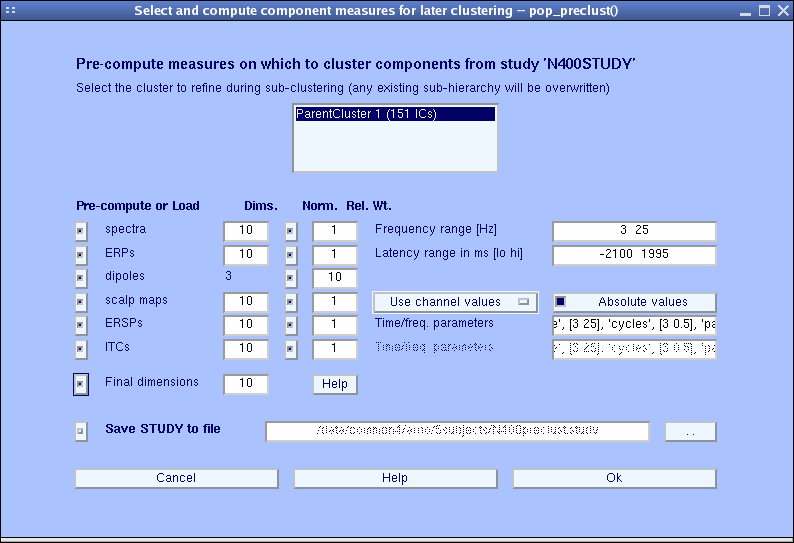 Select and compute component measures for later clustering -- pop_preclust()
Pre-compute measures on which to cluster components from study 'N400STUDY'
Select the cluster to refine during sub-clustering (any existing sub-hierarchy will be overwritten)
ParentCluster 1 (151 ICs)
Pre-compute or Load Dims. Norm. Rel. Wt.
spectra 10 1 Frequency range [Hz] 3 25
ERPs 10 1 Latency range in ms [lo hi] -2100 1995
dipoles 3 10
scalp maps 10 1 Use channel values Absolute values
ERSPs 10 1 Time/freq. parameters e', [3 25], 'cycles', [3 0.5], 'pa
ITCs 10 1 Time/freq. parameters e', [3 25], 'cycles', [3 0.5], 'pa
Final dimensions 10 Help
Save STUDY to file /data/common4/arno/5subjects/N400preclust.study ..
Cancel Help Ok